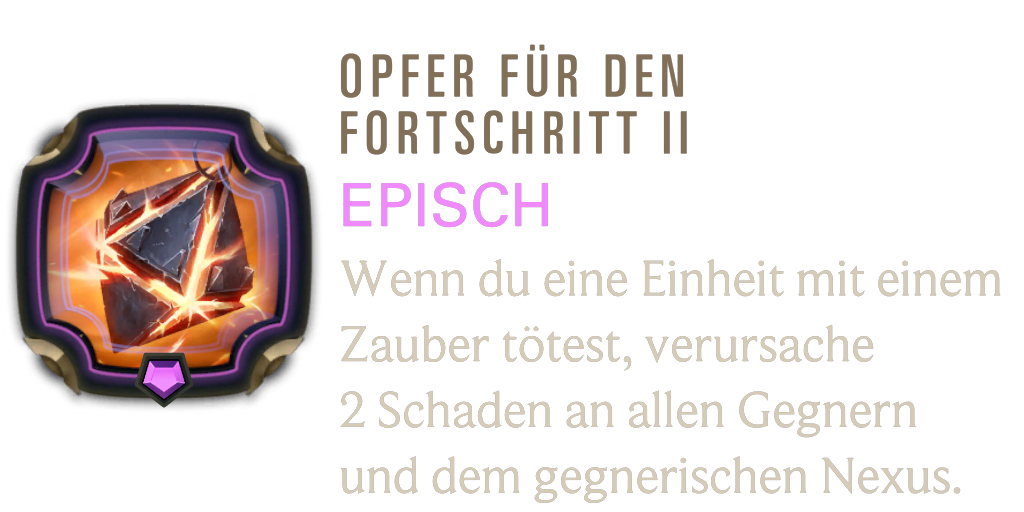 OPFER FÜR DEN
FORTSCHRITT II
EPISCH
Wenn du eine Einheit mit einem
Zauber tötest, verursache
2 Schaden an allen Gegnern
und dem gegnerischen Nexus.